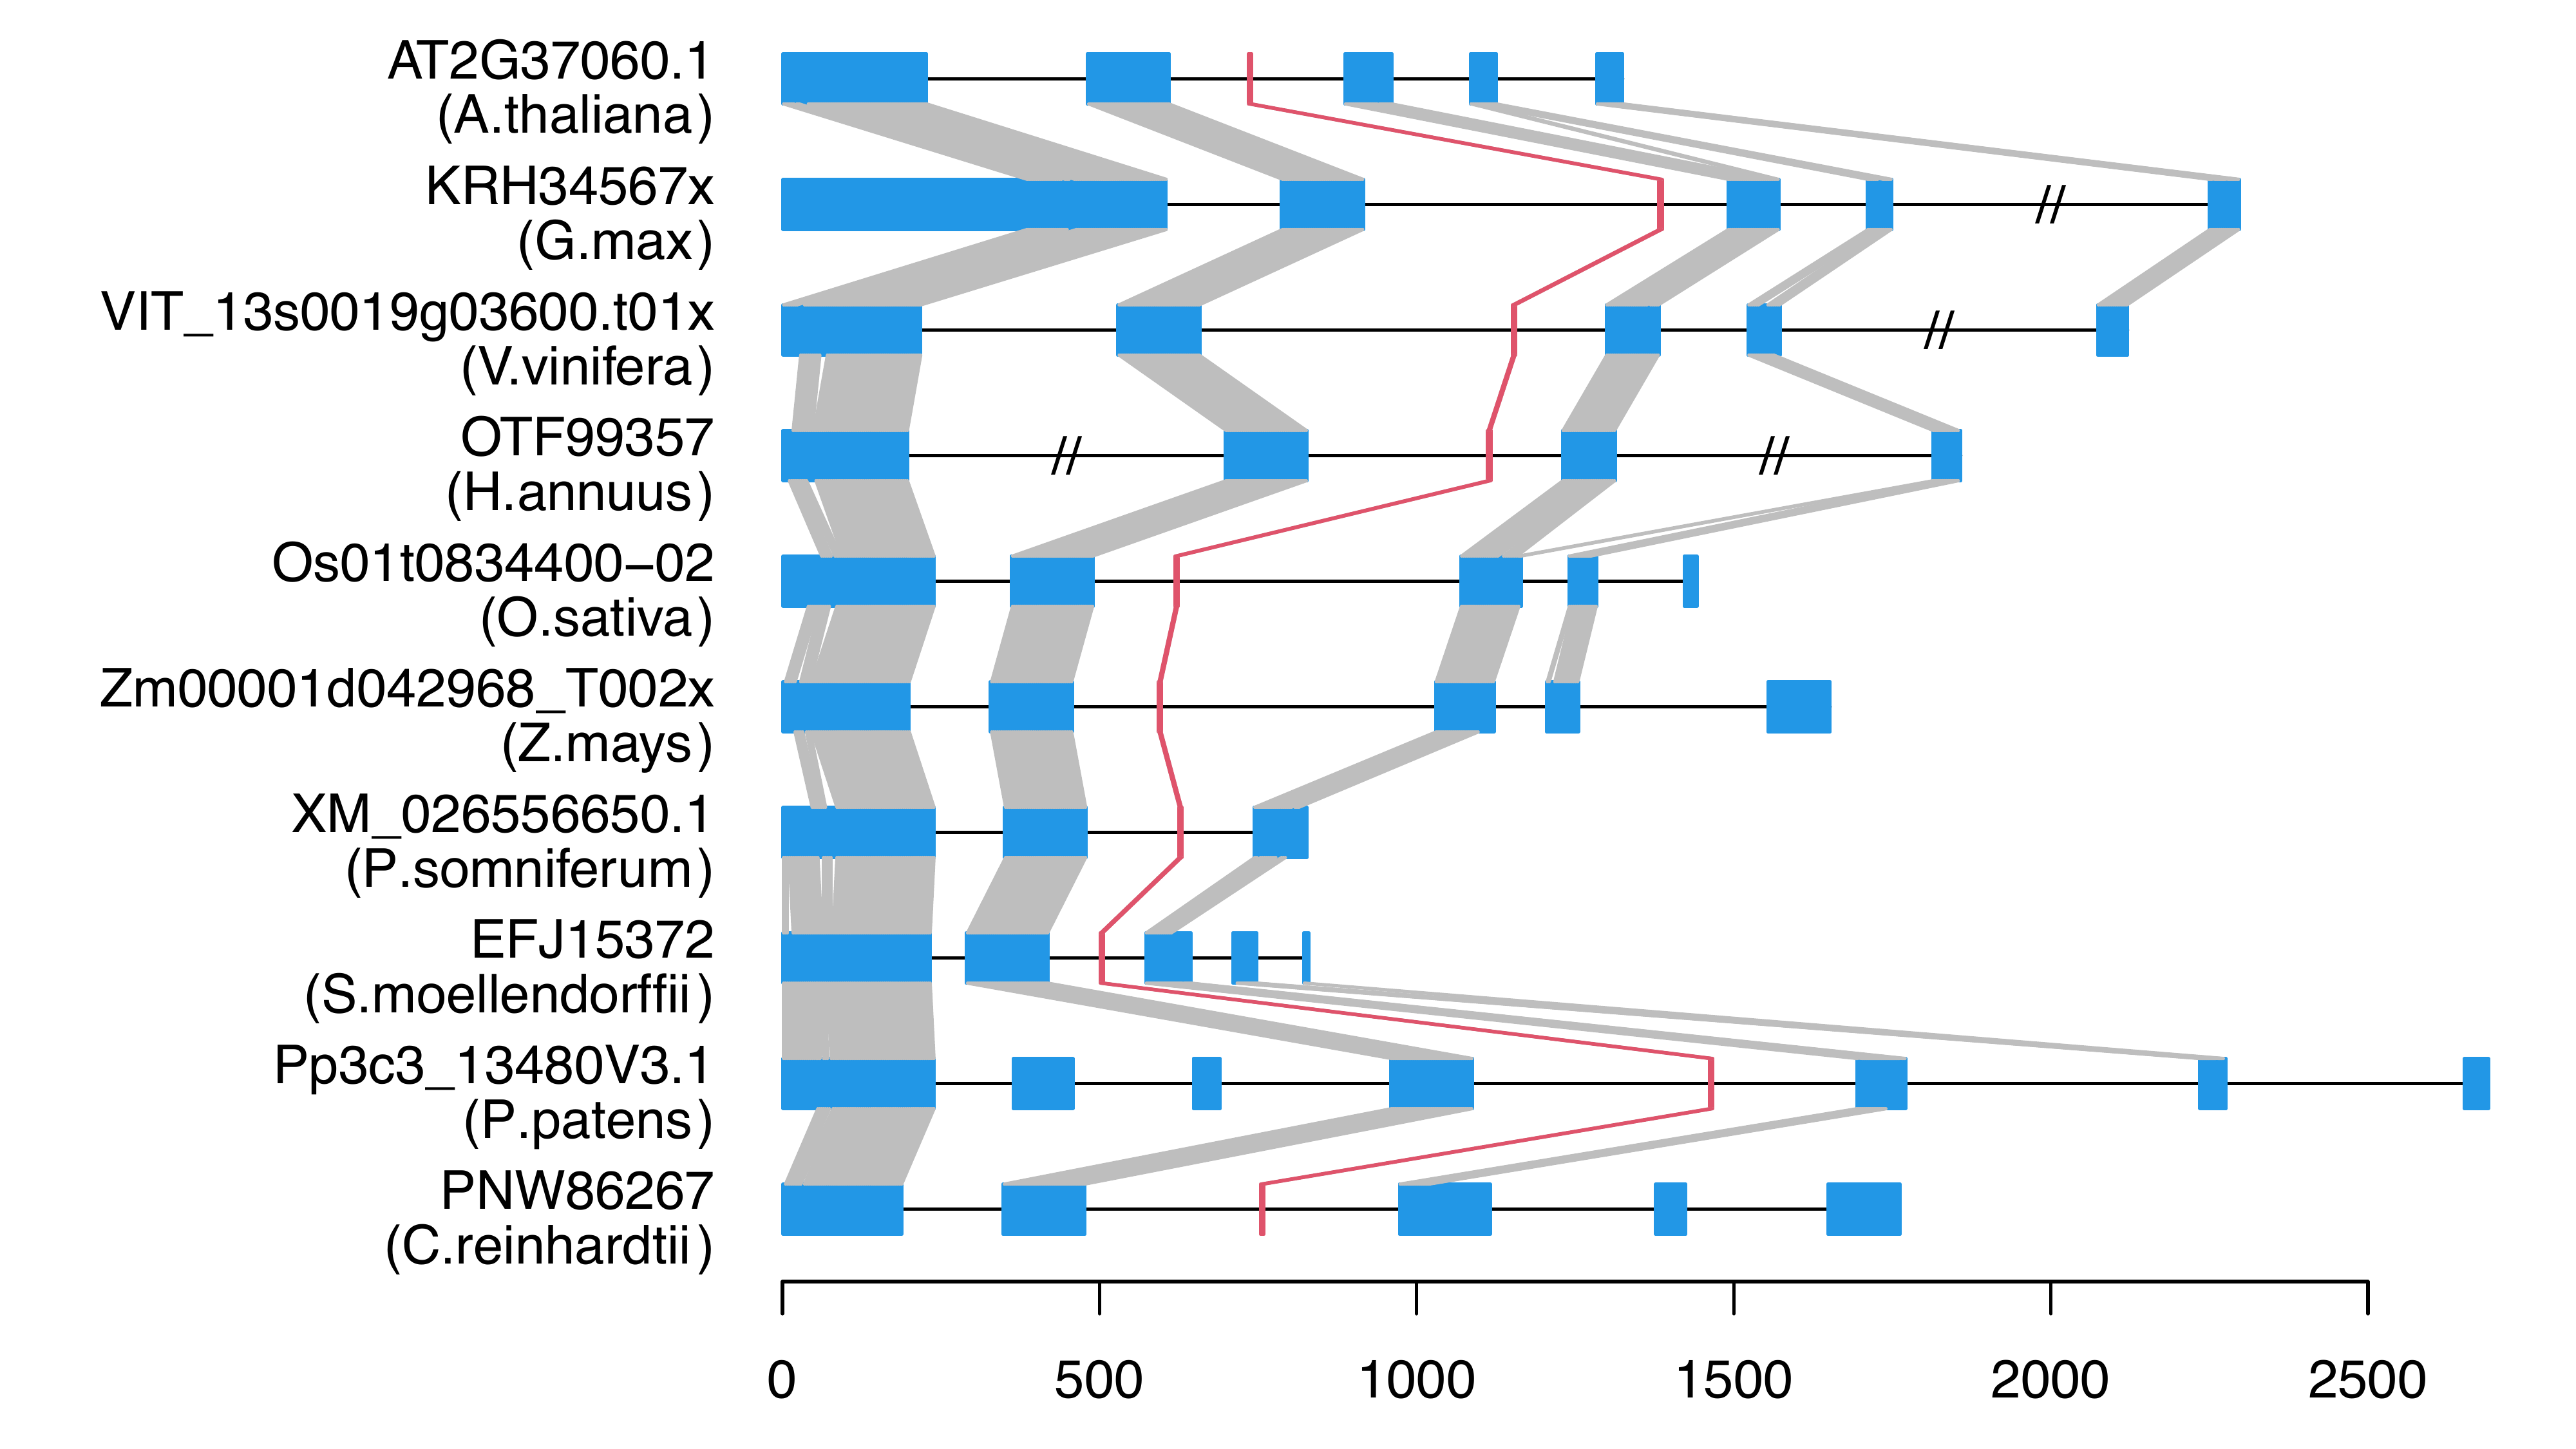 AT2G37060.1
(A.thaliana)
KRH34567x
(G.max)
VIT_13s0019g03600.t01x
(V.vinifera)
OTF99357
(H.annuus)
Os01t0834400−02
(O.sativa)
Zm00001d042968_T002x
(Z.mays)
XM_026556650.1
(P.somniferum)
EFJ15372
(S.moellendorffii)
Pp3c3_13480V3.1
(P.patens)
PNW86267
(C.reinhardtii)
0 500 1000 1500 2000 2500